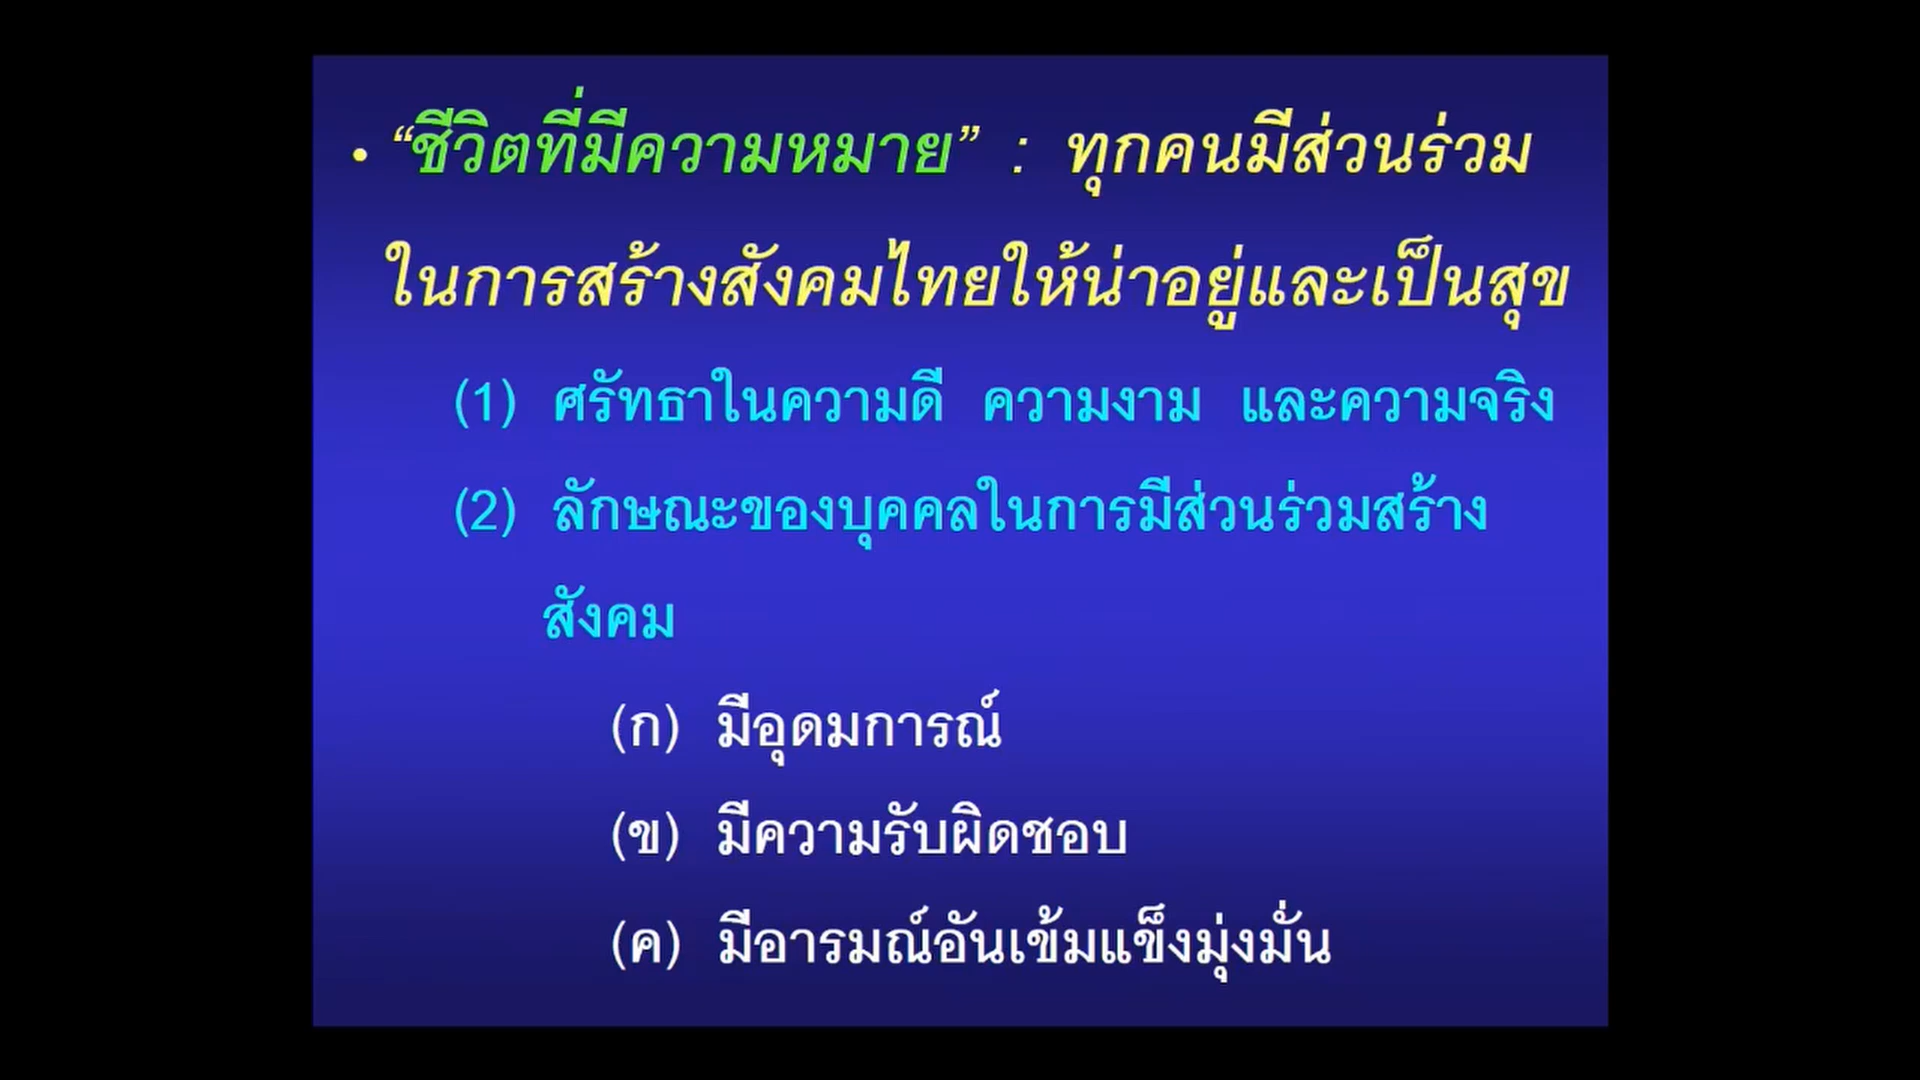 • “ชีวิตที่มีความหมาย” : ทุกคนมีส่วนร่วม
ในการสร้างสังคมไทยให้น่าอยู่และเป็นสุข
(1) ศรัทธาในความดี ความงาม และความจริง
(2) ลักษณะของบุคคลในการมีส่วนร่วมสร้าง
สังคม
(ก) มีอุดมการณ์
(ข) มีความรับผิดชอบ
(ค) มีอารมณ์อันเข้มแข็งมุ่งมั่น